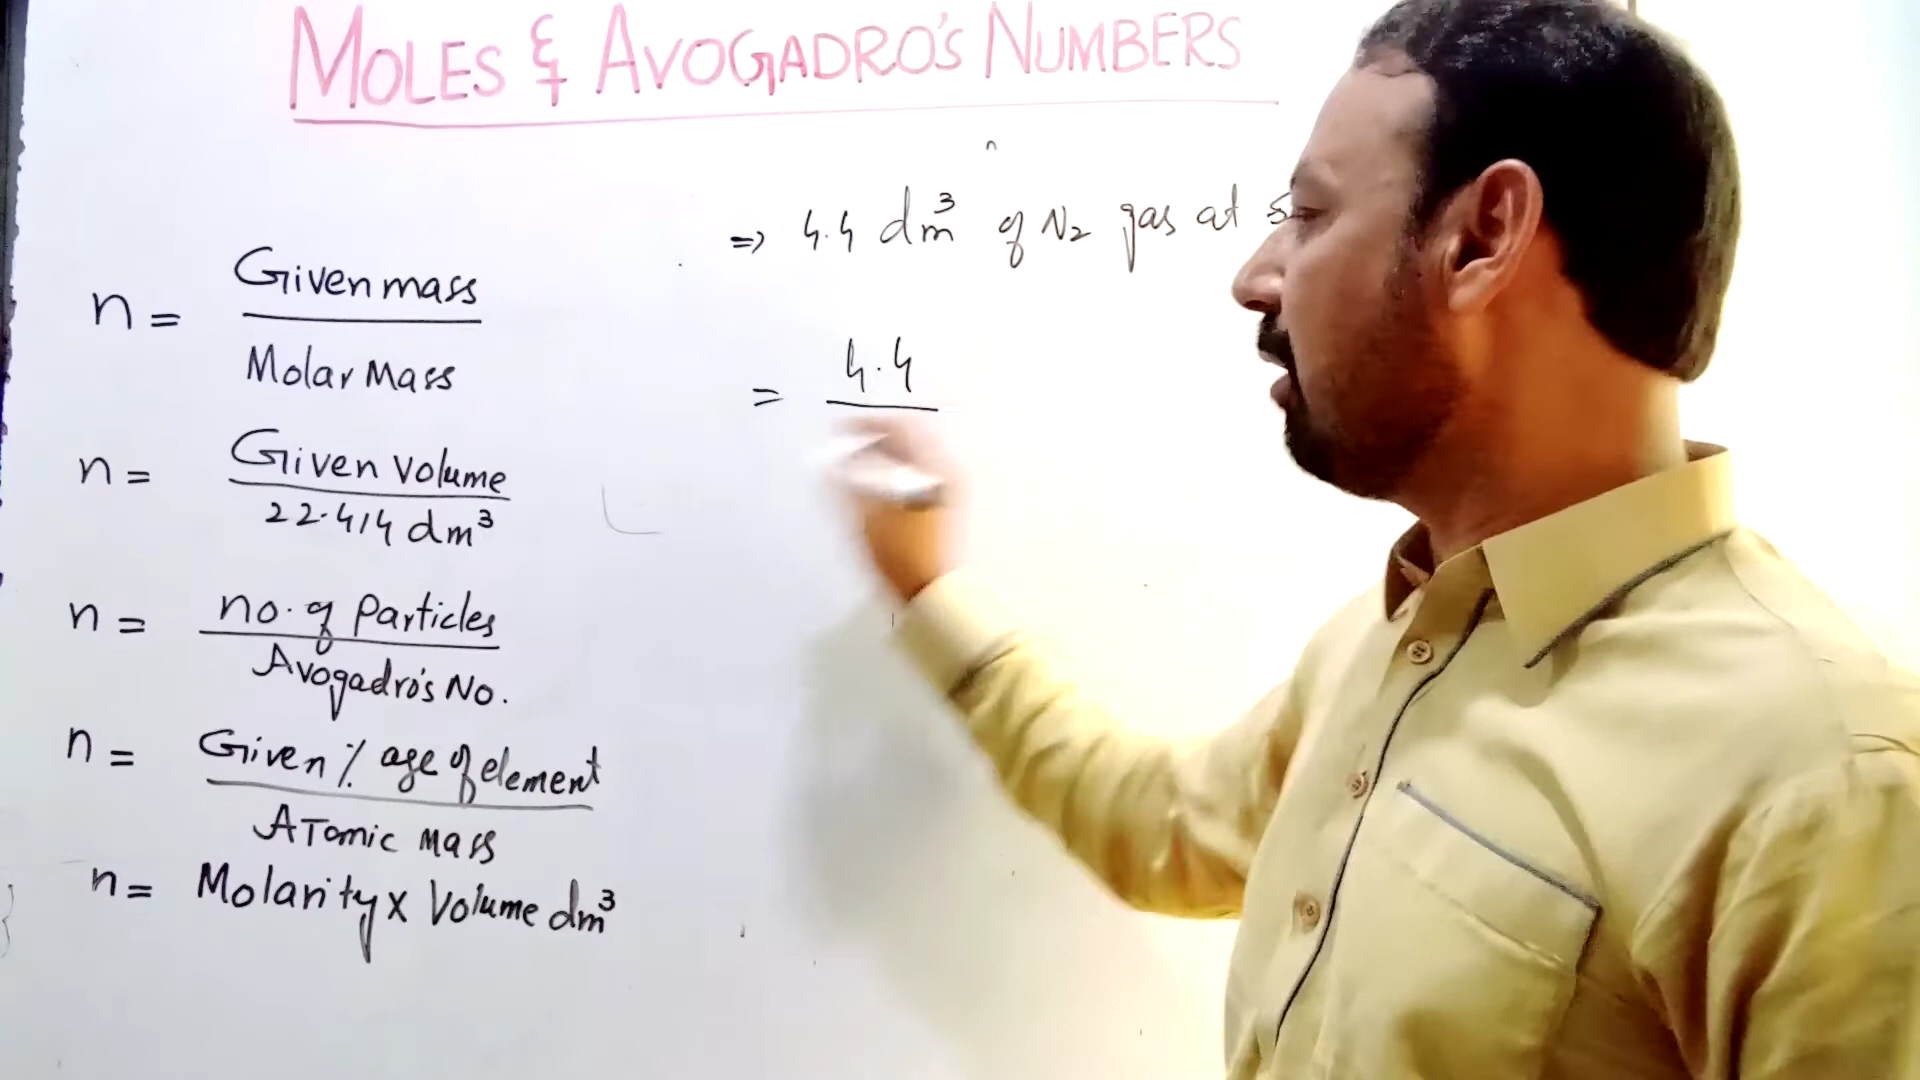 MOLES & AVOGADRO'S NUMBERS
n
⇒ 4.4 dm³ of N₂ gas at S
= 4.4
n = Given mass
Molar Mass
n = Given volume
22.414 dm³
n = no. of Particles
Avogadro's No.
n = Given % age of element
ATomic Mass
n = Molarity x Volume dm³